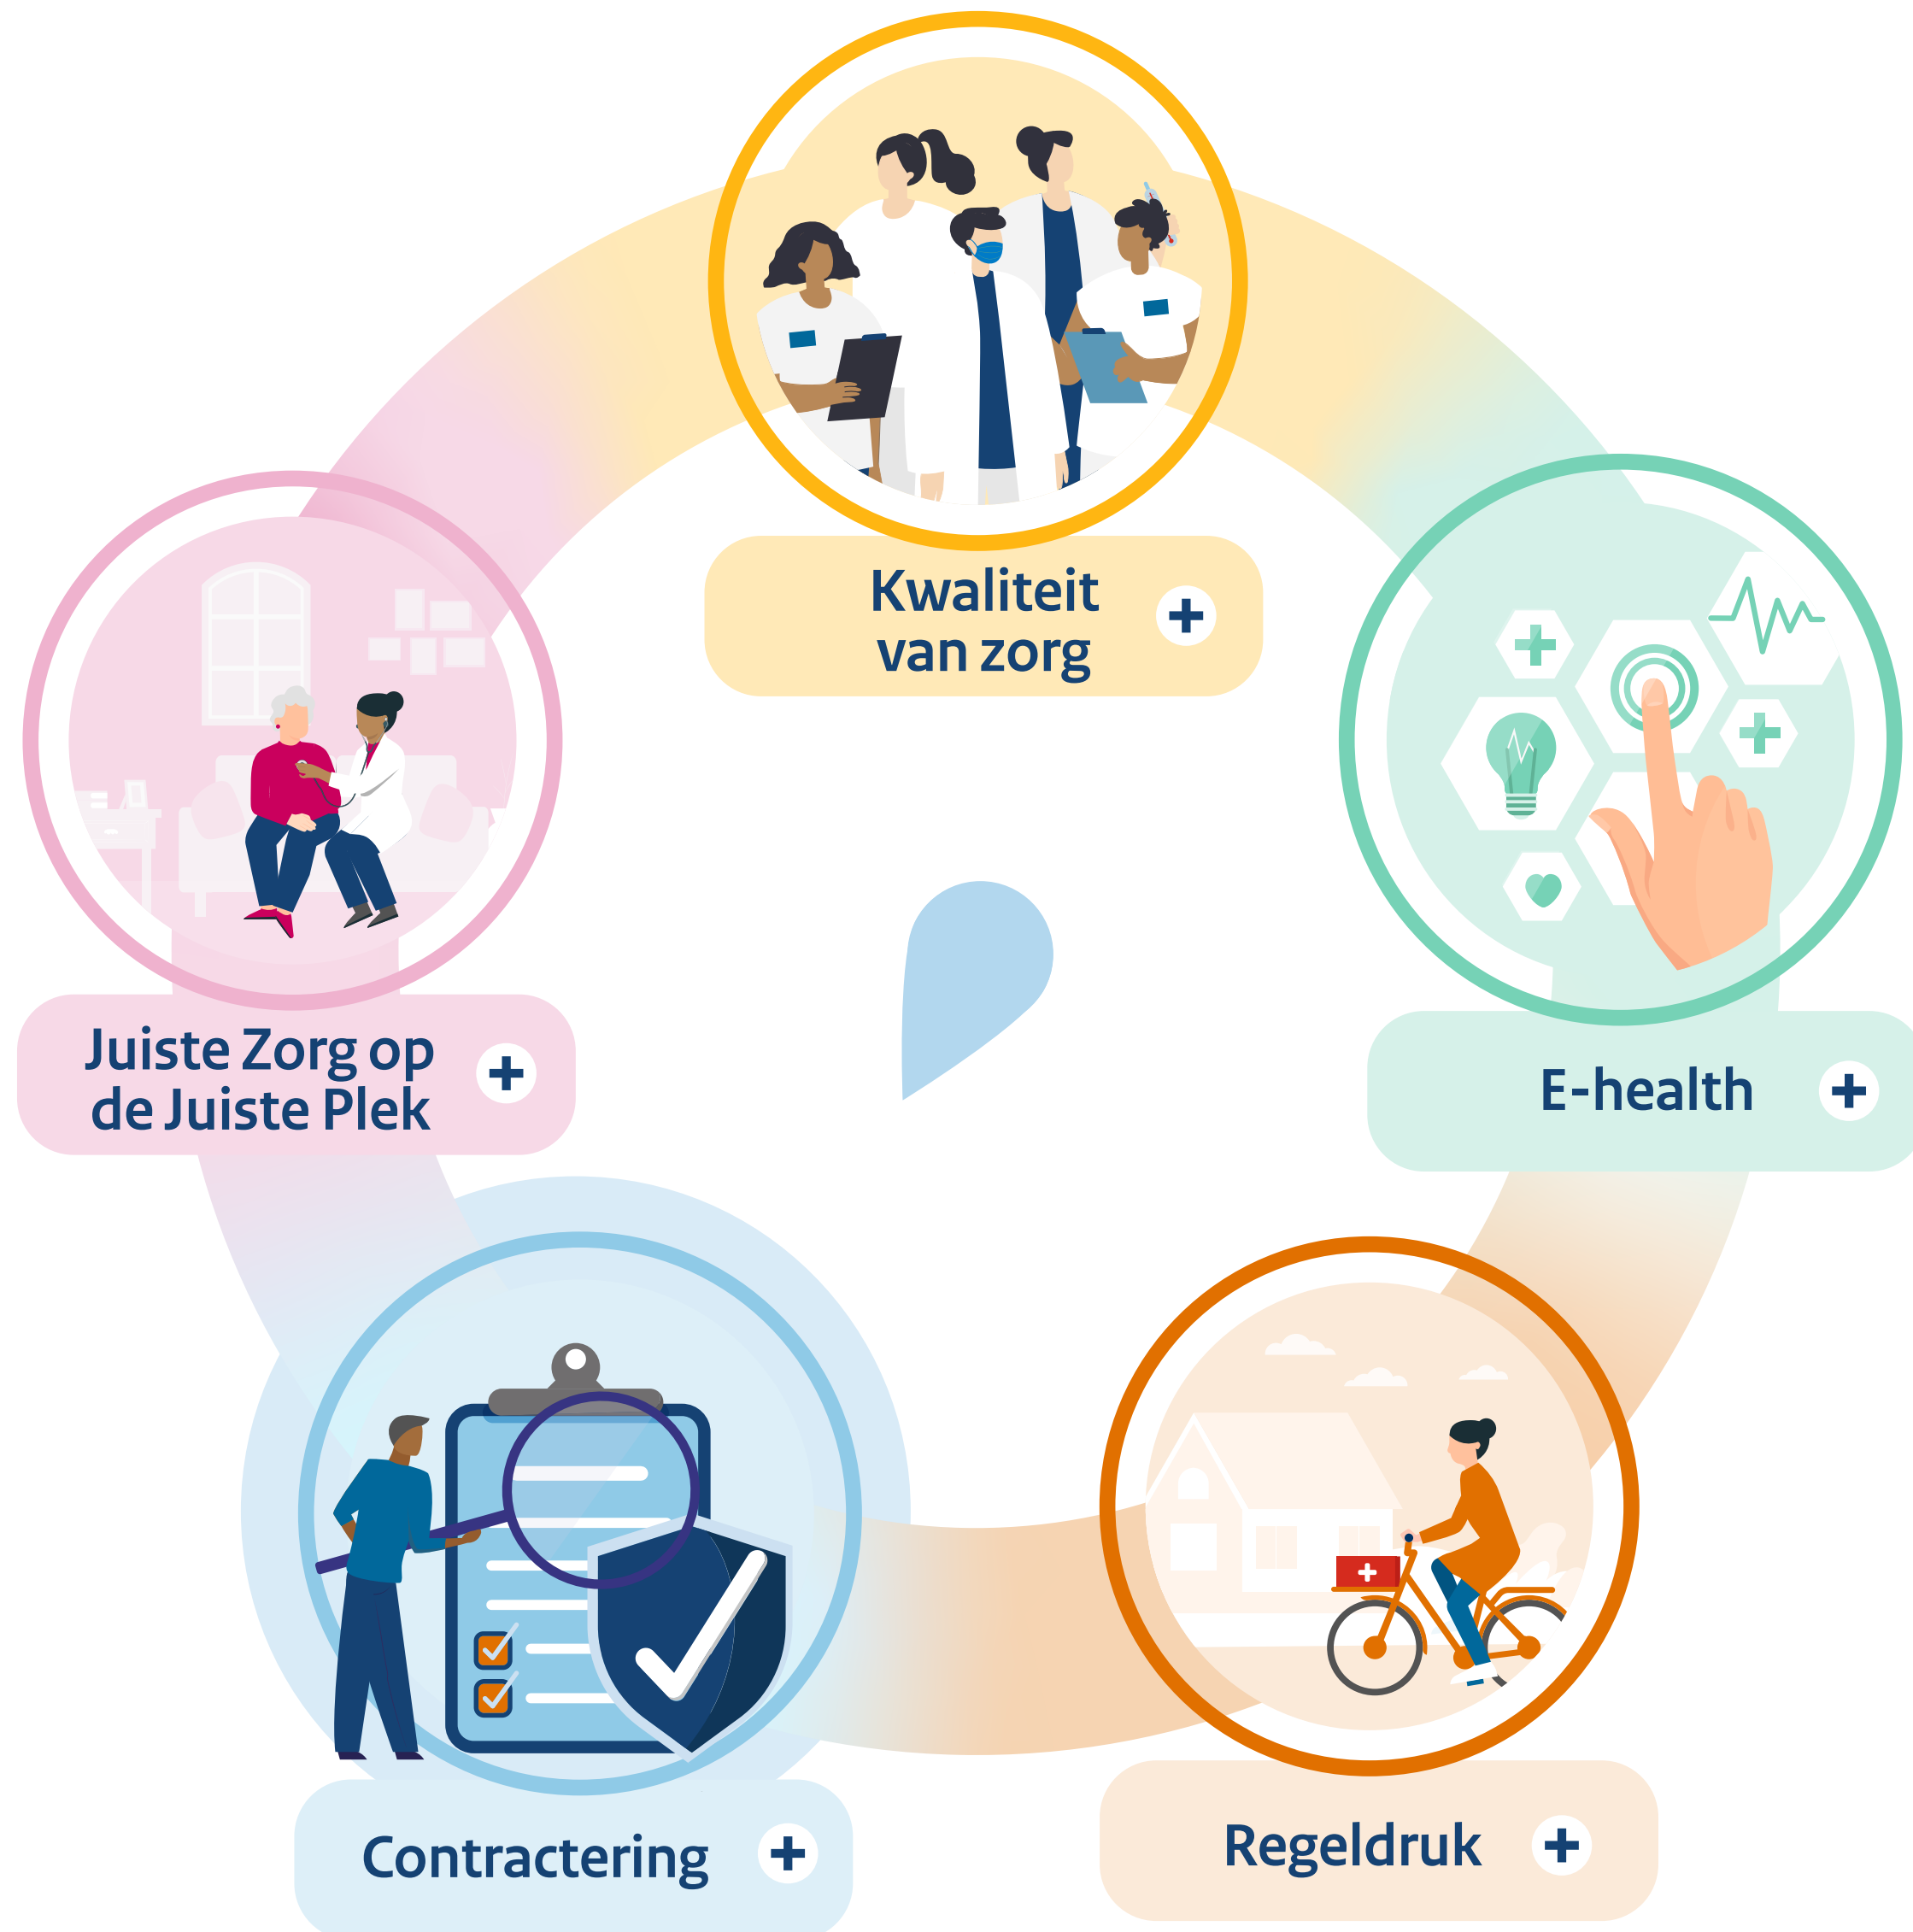 Kwaliteit
van zorg
Juiste Zorg op
de Juiste Plek
E-health
Contractering
Regeldruk